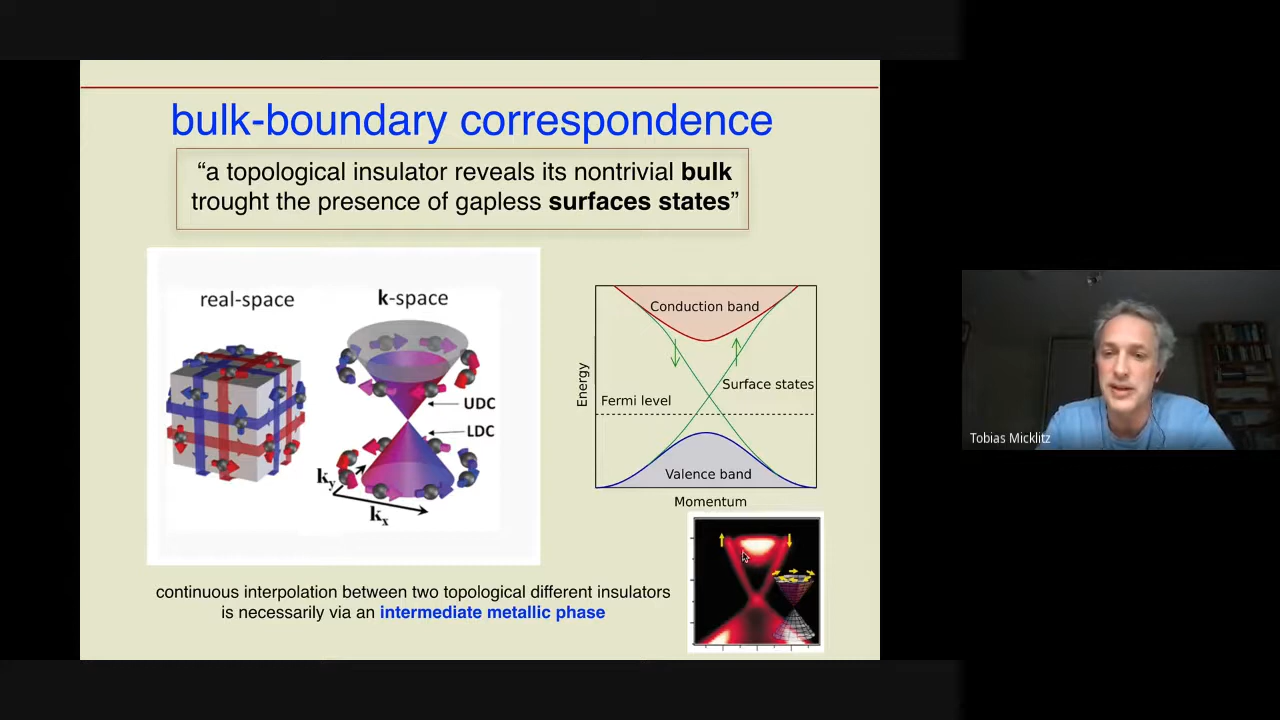 bulk-boundary correspondence
“a topological insulator reveals its nontrivial bulk
trought the presence of gapless surfaces states”
real-space
k-space
UDC
LDC
ky
kx
Conduction band
Surface states
Fermi level
Valence band
Energy
Momentum
continuous interpolation between two topological different insulators
is necessarily via an intermediate metallic phase
Tobias Micklitz